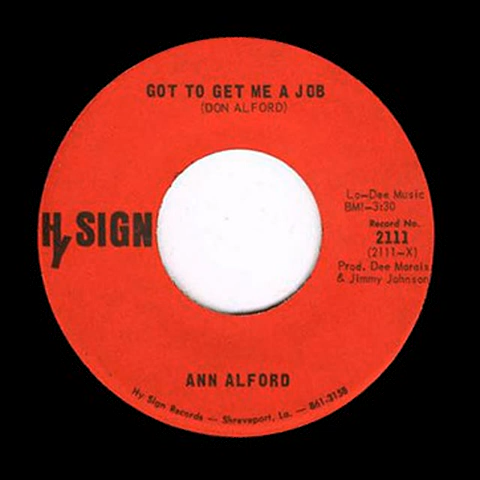 GOT TO GET ME A JOB
(DON ALFORD)
Lo-Dee Music
BMI-3:30
Hy SIGN
Record No.
2111
(2111-X)
Prod. Dee Marais
& Jimmy Johnson
ANN ALFORD
Hy Sign Records — Shreveport, La. — 861-3158